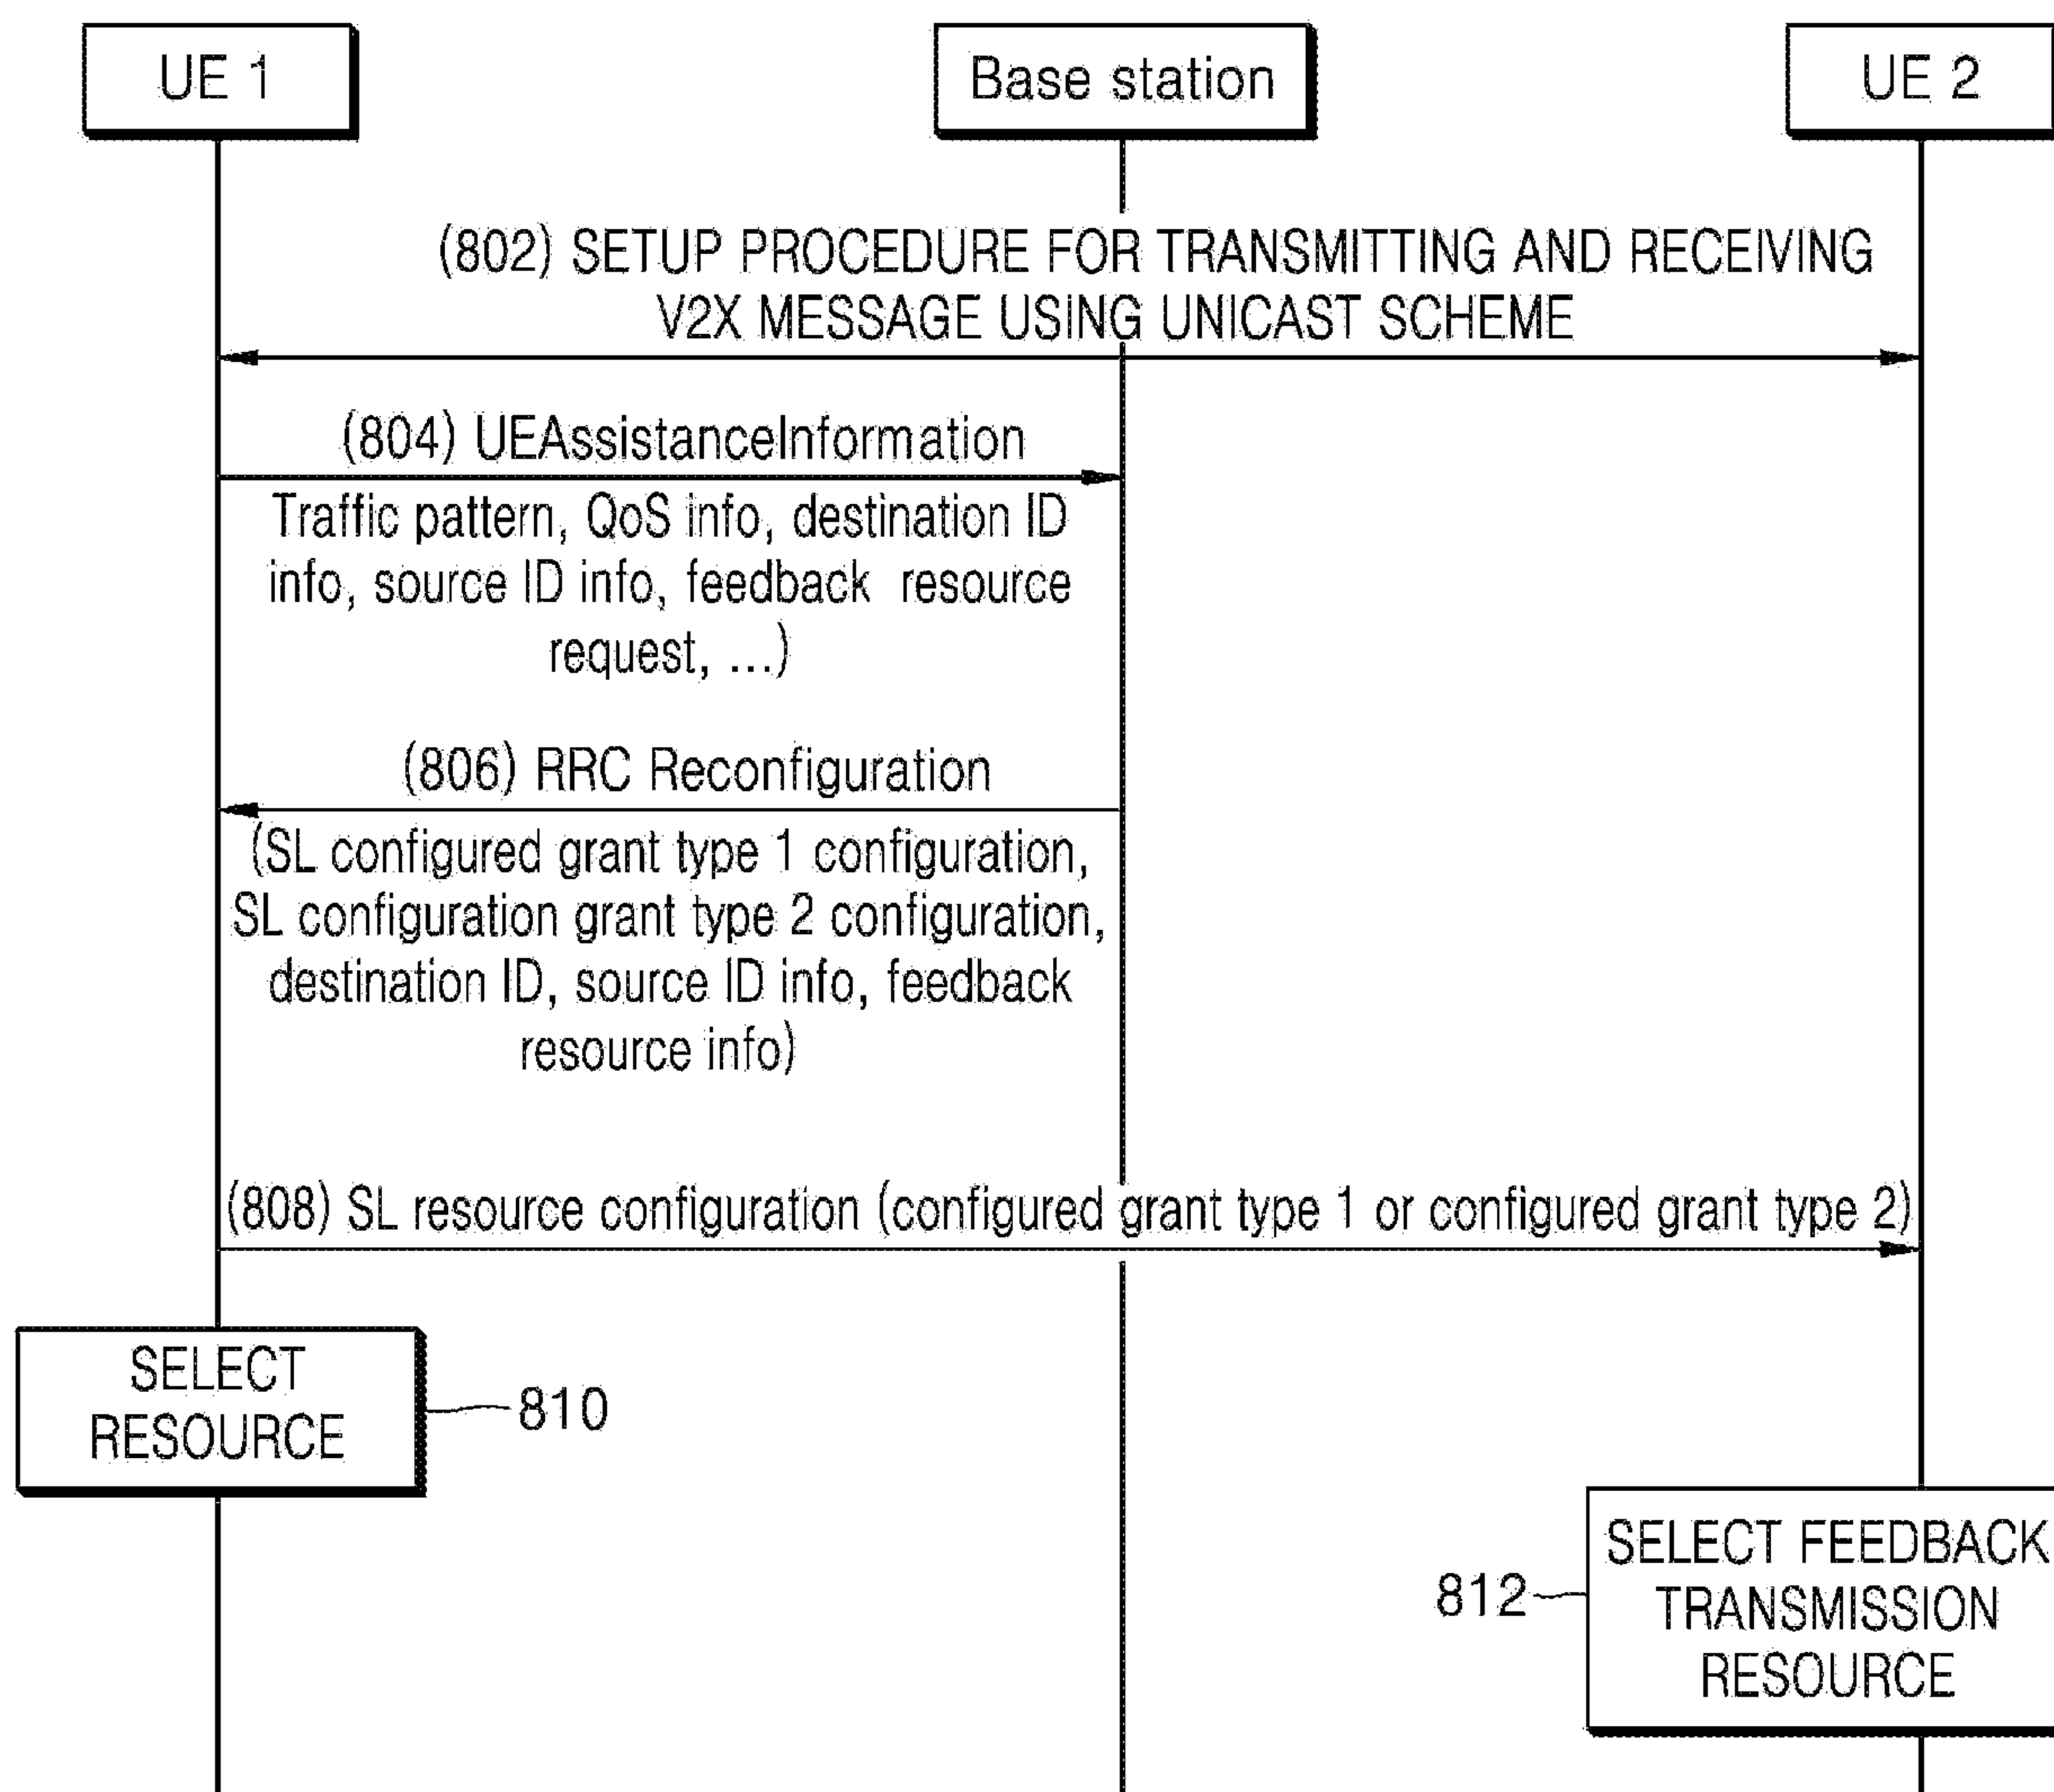 UE 1
Base station
UE 2
(802) SETUP PROCEDURE FOR TRANSMITTING AND RECEIVING
V2X MESSAGE USING UNICAST SCHEME
(804) UEAssistanceInformation
Traffic pattern, QoS info, destination ID
info, source ID info, feedback resource
request, ...)
(806) RRC Reconfiguration
(SL configured grant type 1 configuration,
SL configuration grant type 2 configuration,
destination ID, source ID info, feedback
resource info)
(808) SL resource configuration (configured grant type 1 or configured grant type 2)
SELECT
RESOURCE
810
SELECT FEEDBACK
TRANSMISSION
RESOURCE
812